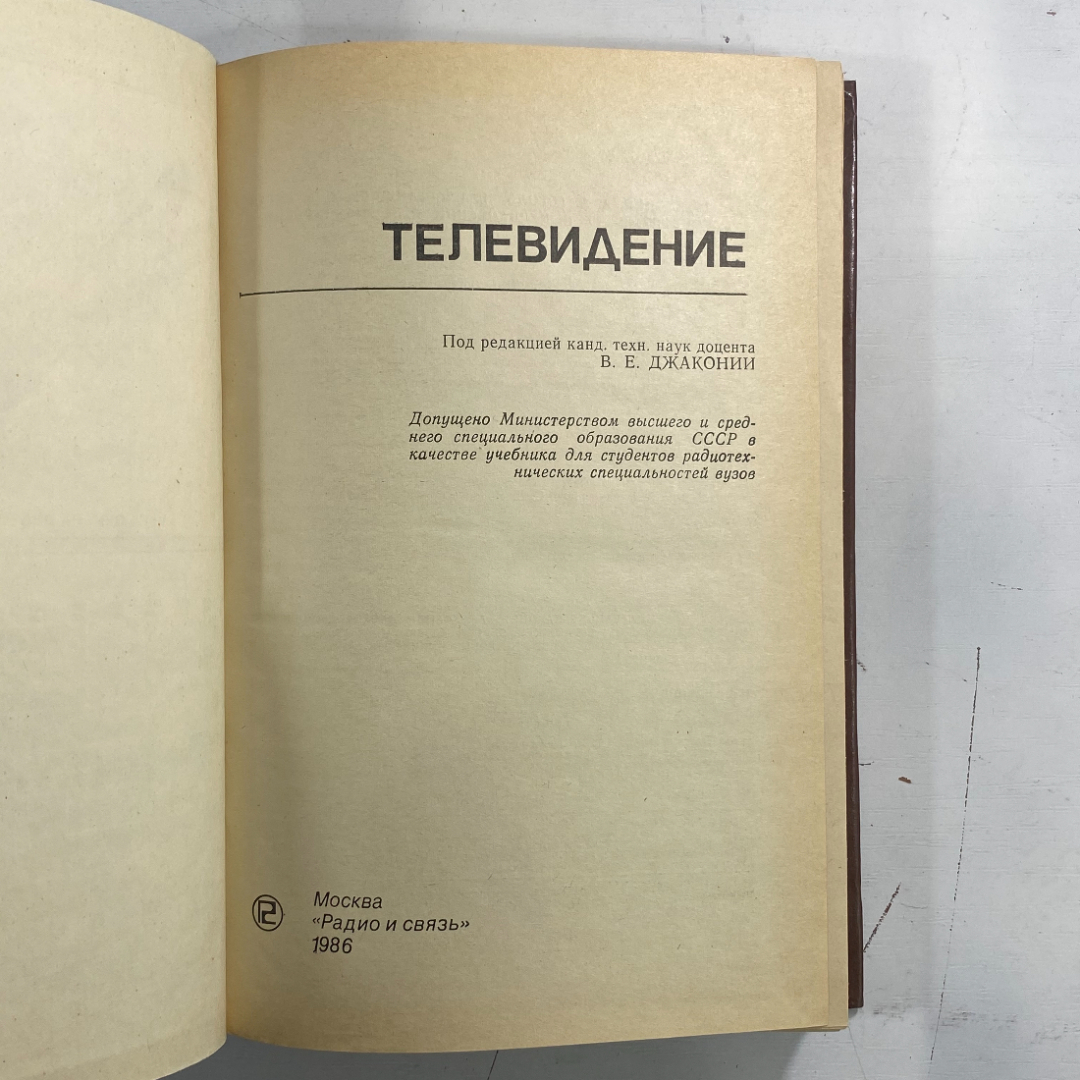 ТЕЛЕВИДЕНИЕ
Под редакцией канд. техн. наук доцента
В. Е. ДЖАКОНИИ
Допущено Министерством высшего и сред-
него специального образования СССР в
качестве учебника для студентов радиотех-
нических специальностей вузов
Москва
«Радио и связь»
1986